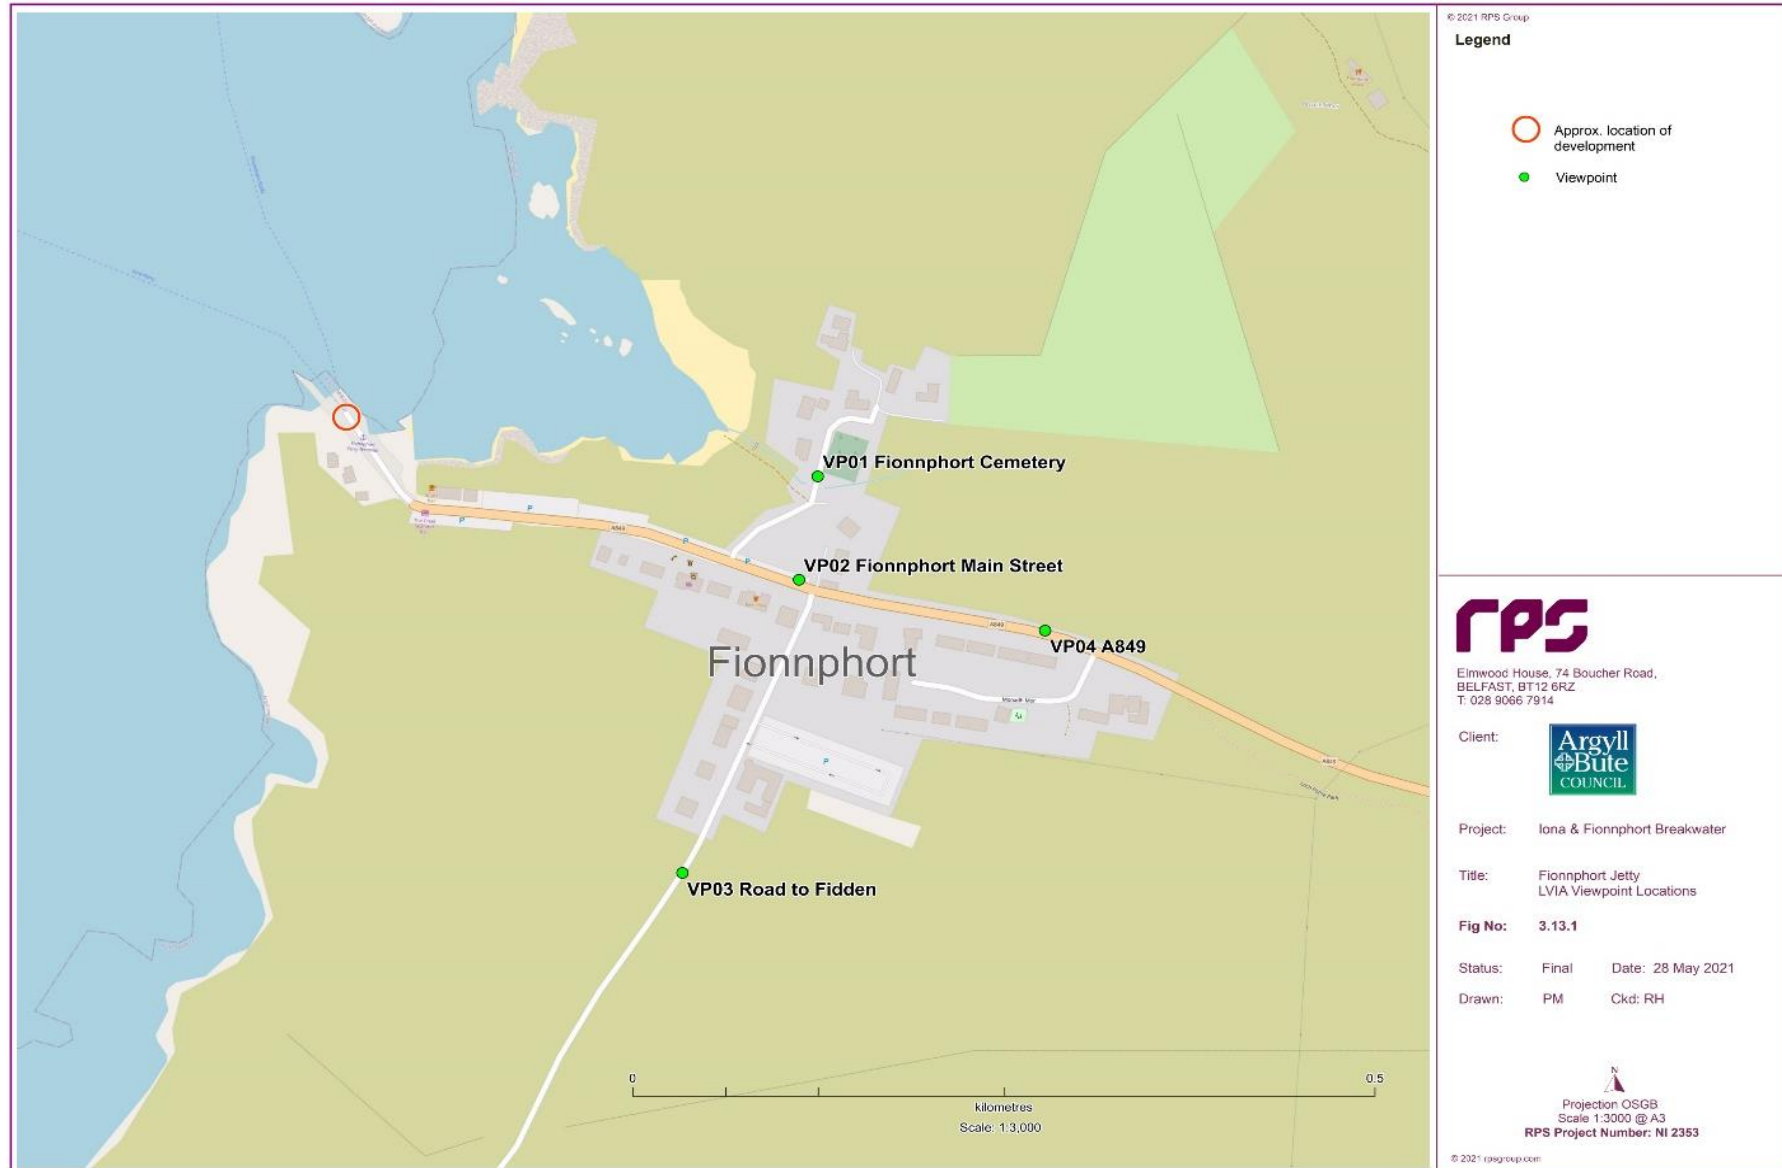 © 2021 RPS Group
Legend
Approx. location of
development
Viewpoint
VP01 Fionnphort Cemetery
VP02 Fionnphort Main Street
A849
P
P
P
P
A849
VP04 A849
Fionnphort
P
VP03 Road to Fidden
0
0.5
kilometres
Scale: 1:3,000
rps
Elmwood House, 74 Boucher Road,
BELFAST, BT12 6RZ
T: 028 9066 7914
Client:
Argyll
Bute
COUNCIL
Project: Iona & Fionnphort Breakwater
Title: Fionnphort Jetty
LVIA Viewpoint Locations
Fig No: 3.13.1
Status: Final Date: 28 May 2021
Drawn: PM Ckd: RH
N
Projection OSGB
Scale 1:3000 @ A3
RPS Project Number: NI 2353
© 2021 rpsgroup.com